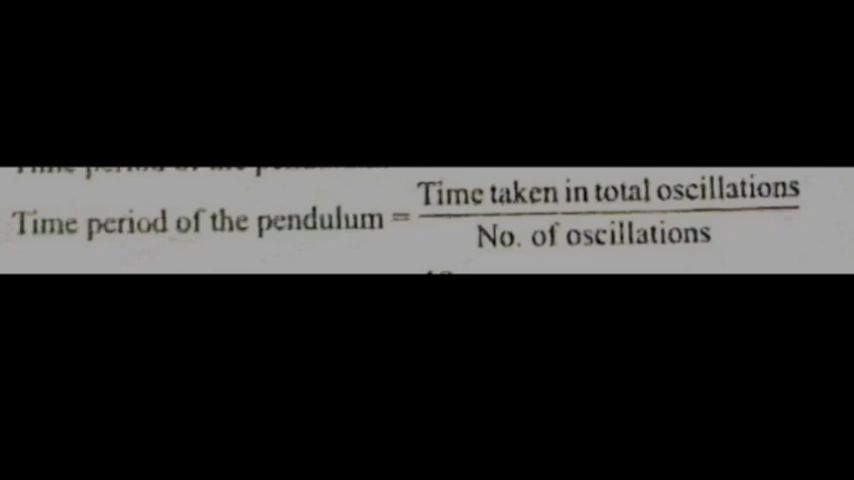 Time period of the pendulum = Time taken in total oscillations
No. of oscillations